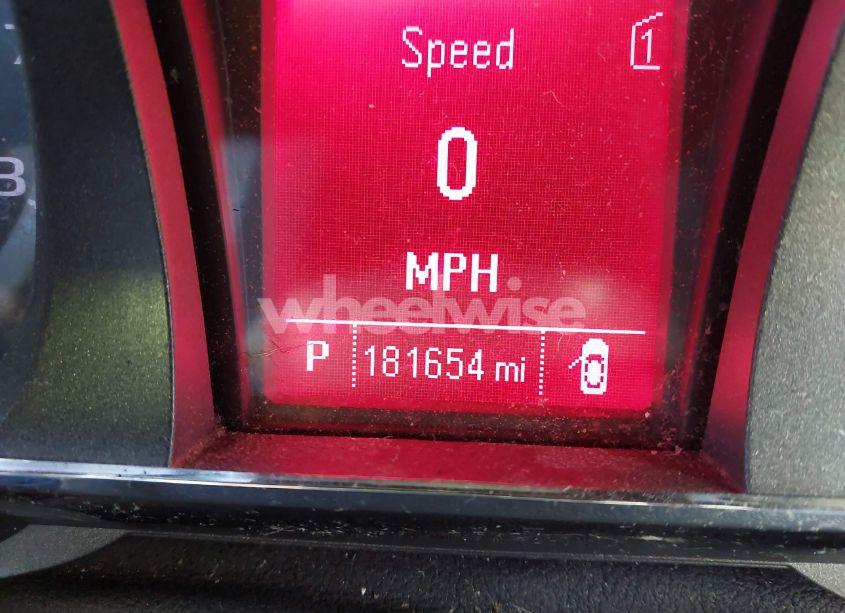 Speed 1
0
MPH
wheelwise
P 181654 mi